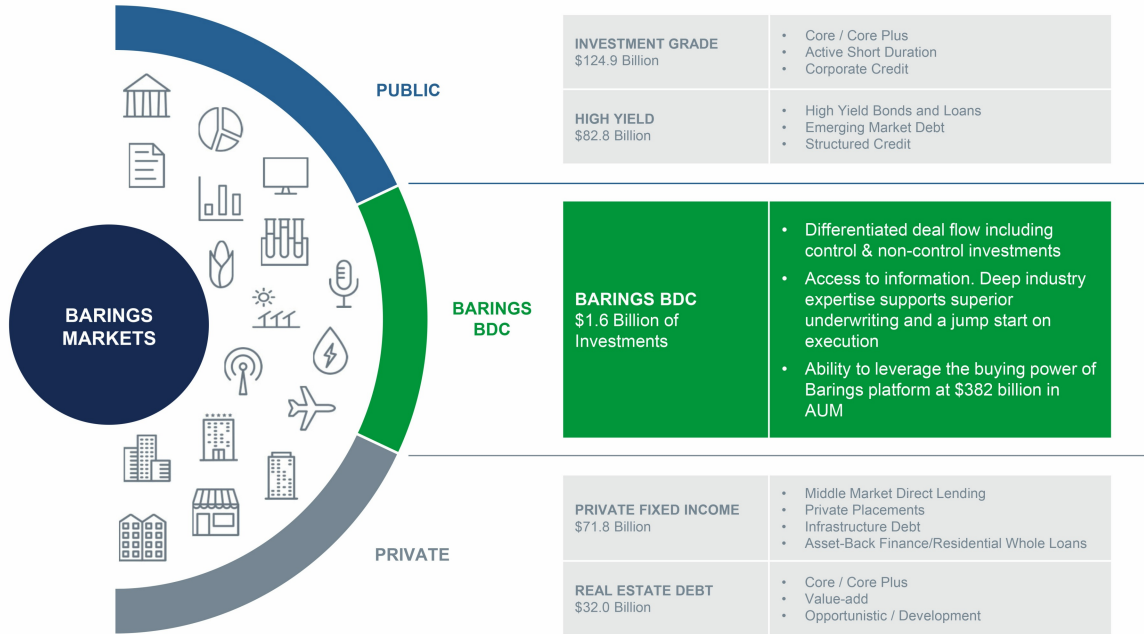 BARINGS
MARKETS
PUBLIC
BARINGS
BDC
PRIVATE
INVESTMENT GRADE
$124.9 Billion
• Core / Core Plus
• Active Short Duration
• Corporate Credit
HIGH YIELD
$82.8 Billion
• High Yield Bonds and Loans
• Emerging Market Debt
• Structured Credit
BARINGS BDC
$1.6 Billion of
Investments
• Differentiated deal flow including
control & non-control investments
• Access to information. Deep industry
expertise supports superior
underwriting and a jump start on
execution
• Ability to leverage the buying power of
Barings platform at $382 billion in
AUM
PRIVATE FIXED INCOME
$71.8 Billion
• Middle Market Direct Lending
• Private Placements
• Infrastructure Debt
• Asset-Back Finance/Residential Whole Loans
REAL ESTATE DEBT
$32.0 Billion
• Core / Core Plus
• Value-add
• Opportunistic / Development